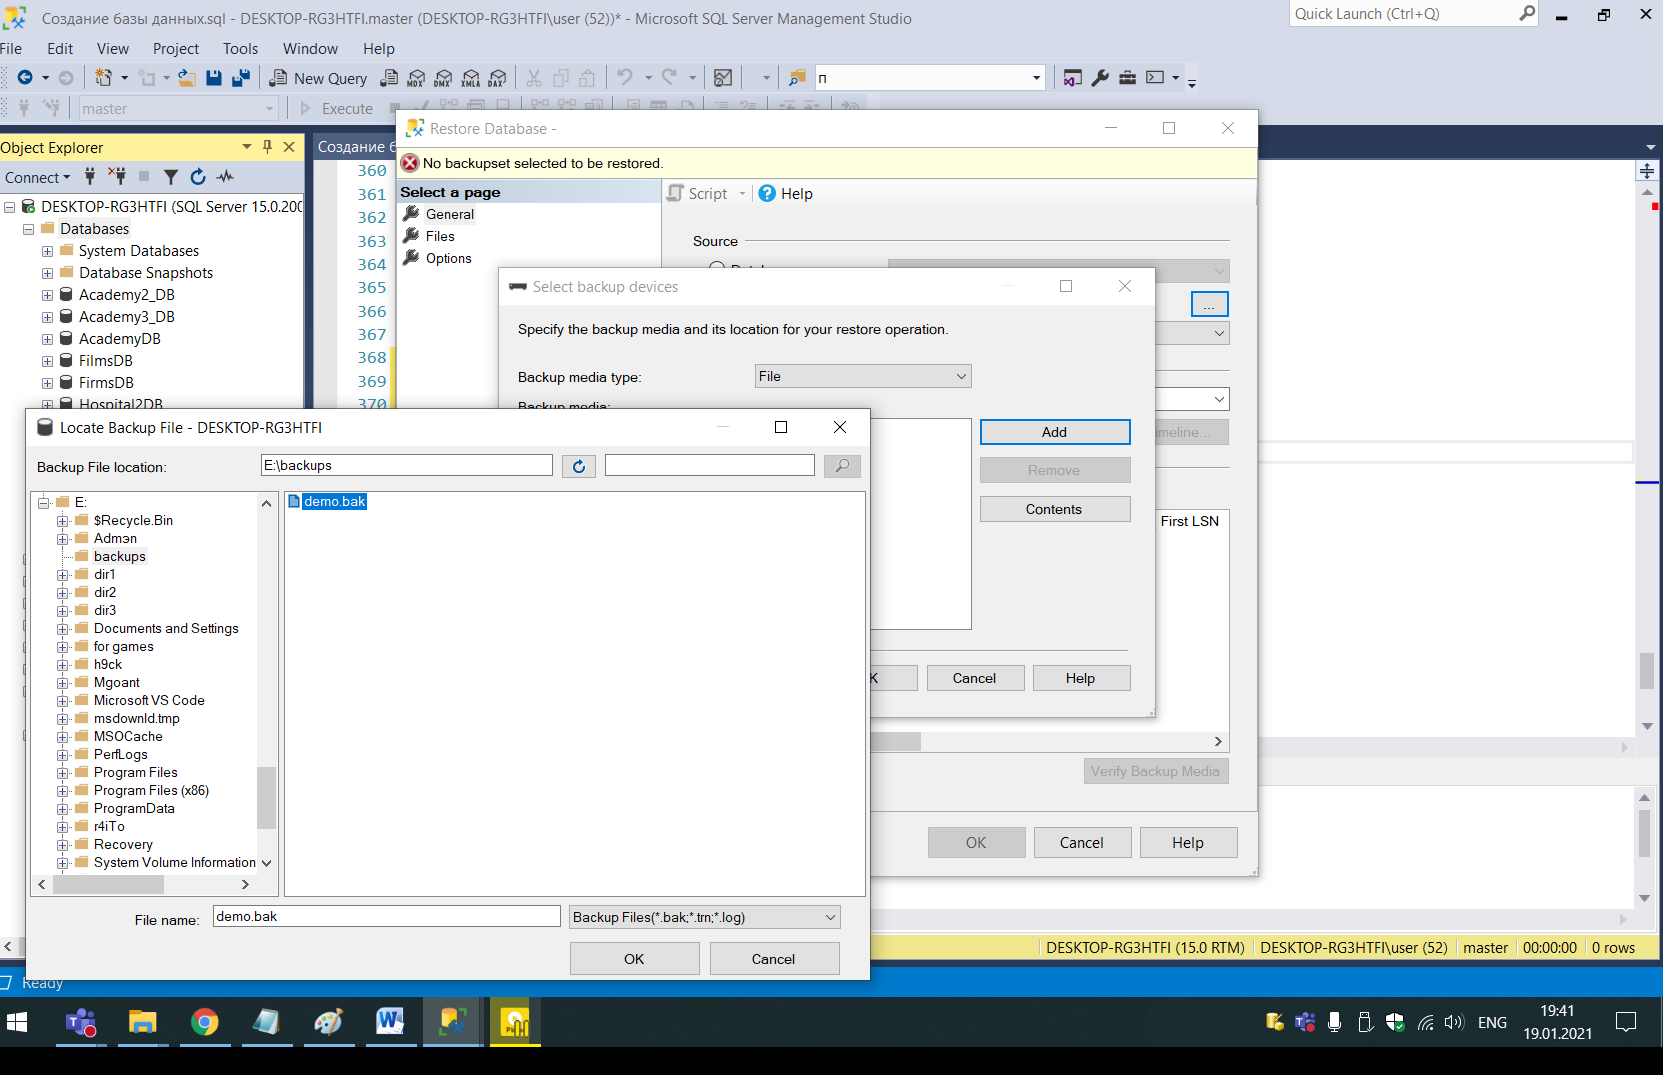 Создание базы данных.sql - DESKTOP-RG3HTFI.master (DESKTOP-RG3HTFI\user (52))* - Microsoft SQL Server Management Studio
Quick Launch (Ctrl+Q)
File Edit View Project Tools Window Help
New Query
MDX DMX XMLA DAX
п
master
Execute
Object Explorer
Connect
DESKTOP-RG3HTFI (SQL Server 15.0.200
Databases
System Databases
Database Snapshots
Academy2_DB
Academy3_DB
AcademyDB
FilmsDB
FirmsDB
Hospital2DB
Создание б
360
361
362
363
364
365
366
367
368
369
370
Restore Database -
No backupset selected to be restored.
Select a page
General
Files
Options
Script
Help
Source
...
First LSN
Verify Backup Media
OK
Cancel
Help
Select backup devices
Specify the backup media and its location for your restore operation.
Backup media type:
File
Backup media:
Add
Remove
Contents
Cancel
Help
Locate Backup File - DESKTOP-RG3HTFI
Backup File location:
E:\backups
E:
$Recycle.Bin
Admэn
backups
dir1
dir2
dir3
Documents and Settings
for games
h9ck
Mgoant
Microsoft VS Code
msdownld.tmp
MSOCache
PerfLogs
Program Files
Program Files (x86)
ProgramData
r4iTo
Recovery
System Volume Information
demo.bak
File name:
demo.bak
Backup Files(*.bak;*.trn;*.log)
OK
Cancel
DESKTOP-RG3HTFI (15.0 RTM) DESKTOP-RG3HTFI\user (52) master 00:00:00 0 rows
Ready
ENG
19:41
19.01.2021